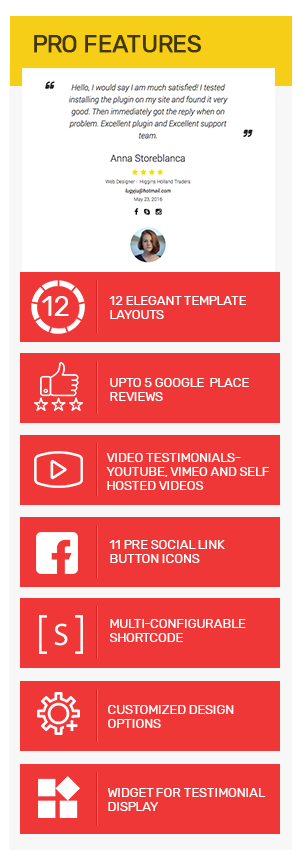 PRO FEATURES
❝ Hello, I would say I am much satisfied! I tested
installing the plugin on my site and found it very
good. Then immediately got the reply when on
problem. Excellent plugin and Excellent support
team. ❞
Anna Storeblanca
Web Designer - Higgins Holland Traders
lugyju@hotmail.com
May 23, 2016
12
12 ELEGANT TEMPLATE
LAYOUTS
UPTO 5 GOOGLE PLACE
REVIEWS
VIDEO TESTIMONIALS-
YOUTUBE, VIMEO AND SELF
HOSTED VIDEOS
11 PRE SOCIAL LINK
BUTTON ICONS
[S]
MULTI-CONFIGURABLE
SHORTCODE
CUSTOMIZED DESIGN
OPTIONS
WIDGET FOR TESTIMONIAL
DISPLAY